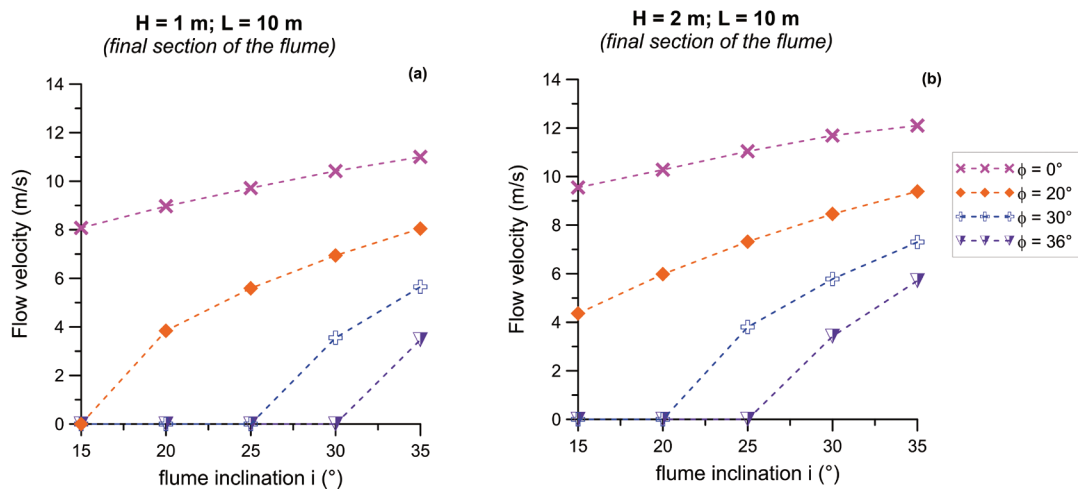 H = 1 m; L = 10 m
(final section of the flume)
(a)
14
12
10
8
6
4
2
0
Flow velocity (m/s)
15
20
25
30
35
flume inclination i (°)
H = 2 m; L = 10 m
(final section of the flume)
(b)
14
12
10
8
6
4
2
0
Flow velocity (m/s)
15
20
25
30
35
flume inclination i (°)
ϕ = 0°
ϕ = 20°
ϕ = 30°
ϕ = 36°